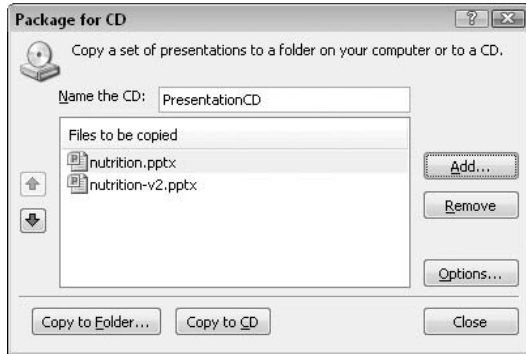 Package for CD
Copy a set of presentations to a folder on your computer or to a CD.
Name the CD: PresentationCD
Files to be copied
nutrition.pptx
nutrition-v2.pptx
Add...
Remove
Options...
Copy to Folder...
Copy to CD
Close